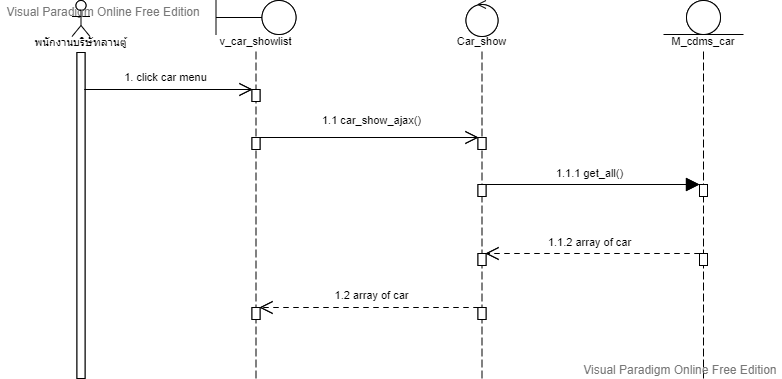 Visual Paradigm Online Free Edition
พนักงานบริษัทลานตู้
v_car_showlist
Car_show
M_cdms_car
1. click car menu
1.1 car_show_ajax()
1.1.1 get_all()
1.1.2 array of car
1.2 array of car
Visual Paradigm Online Free Edition